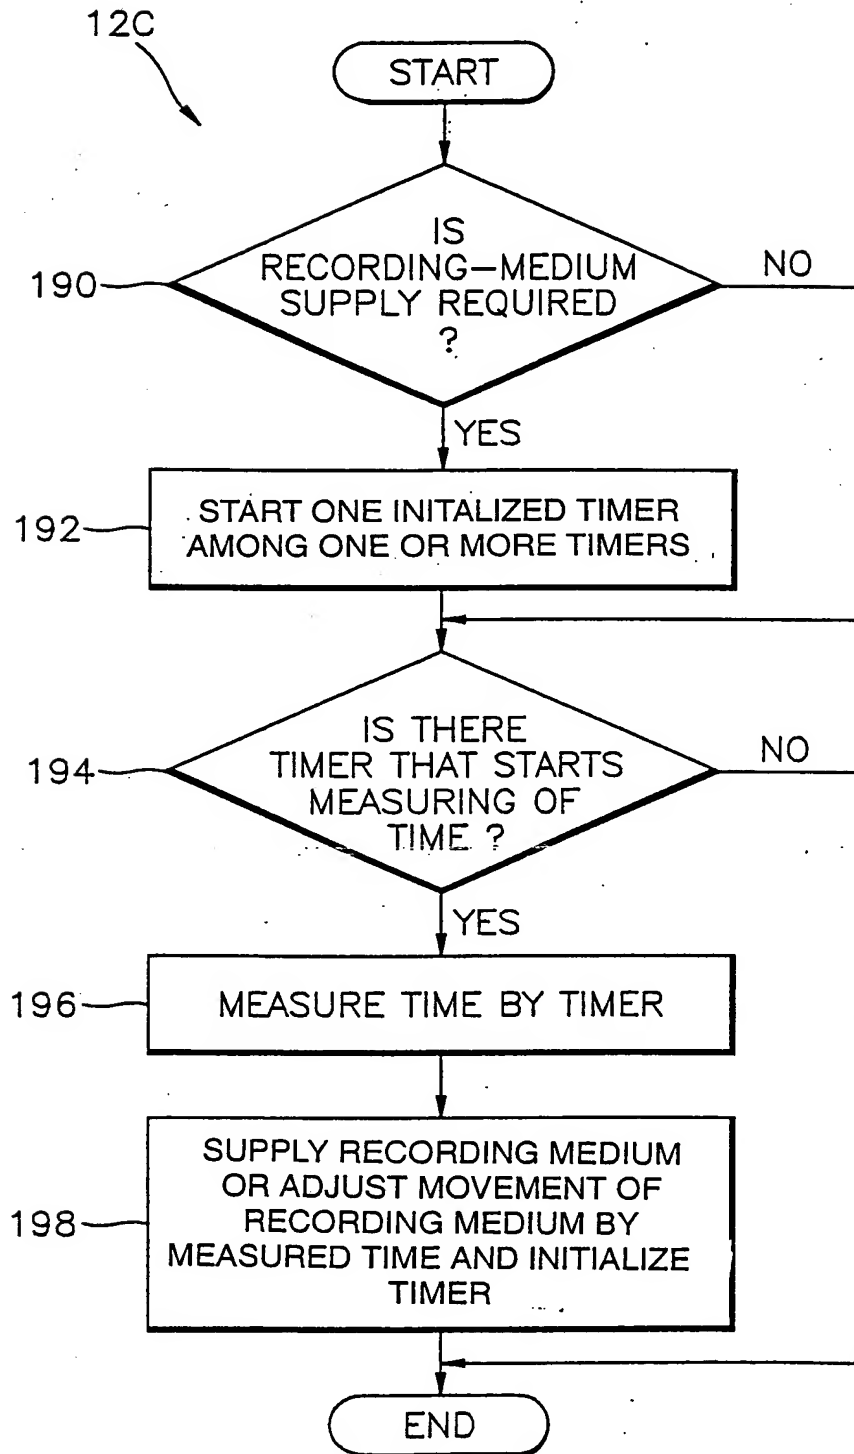 12C
START
IS
RECORDING-MEDIUM
SUPPLY REQUIRED
?
NO
190
YES
START ONE INITALIZED TIMER
AMONG ONE OR MORE TIMERS
192
IS THERE
TIMER THAT STARTS
MEASURING OF
TIME ?
NO
194
YES
MEASURE TIME BY TIMER
196
SUPPLY RECORDING MEDIUM
OR ADJUST MOVEMENT OF
RECORDING MEDIUM BY
MEASURED TIME AND INITIALIZE
TIMER
198
END